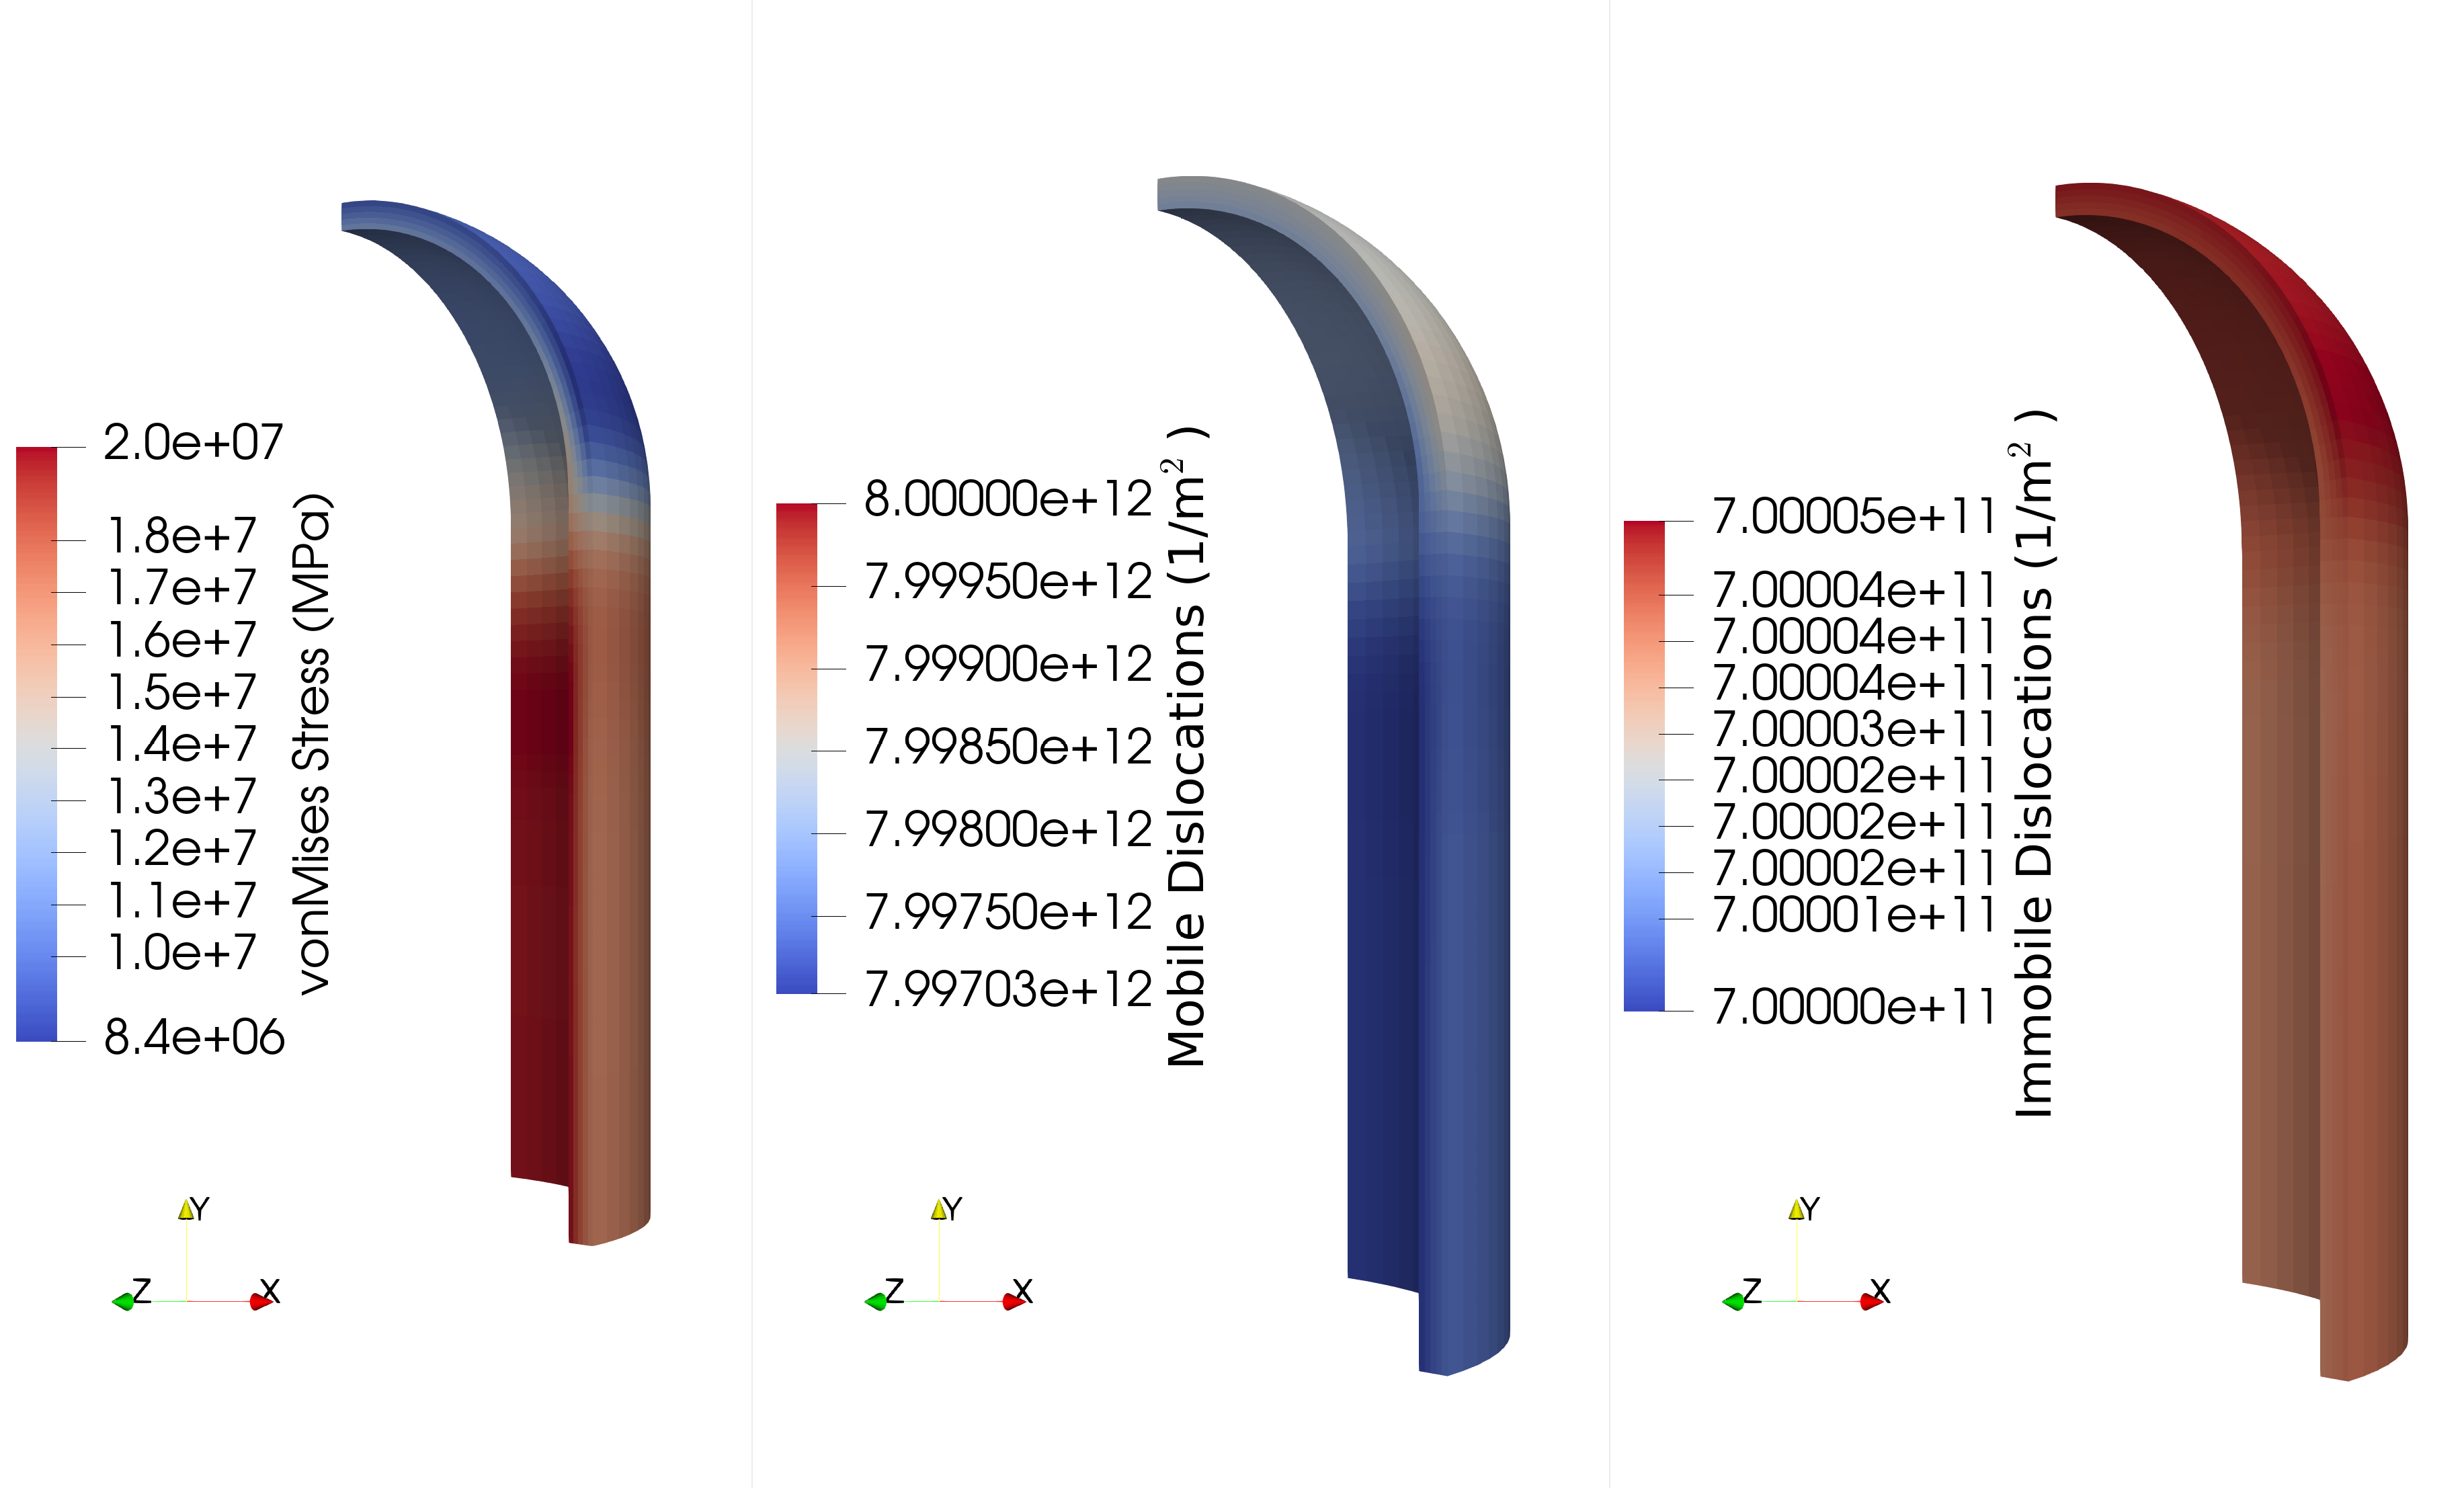 2.0e+07
1.8e+7
1.7e+7
1.6e+7
1.5e+7
1.4e+7
1.3e+7
1.2e+7
1.1e+7
1.0e+7
8.4e+06
vonMises Stress (MPa)
Y
Z
X
8.00000e+12
7.99950e+12
7.99900e+12
7.99850e+12
7.99800e+12
7.99750e+12
7.99703e+12
Mobile Dislocations (1/m² )
Y
Z
X
7.00005e+11
7.00004e+11
7.00004e+11
7.00004e+11
7.00003e+11
7.00002e+11
7.00002e+11
7.00002e+11
7.00001e+11
7.00000e+11
Immobile Dislocations (1/m² )
Y
Z
X